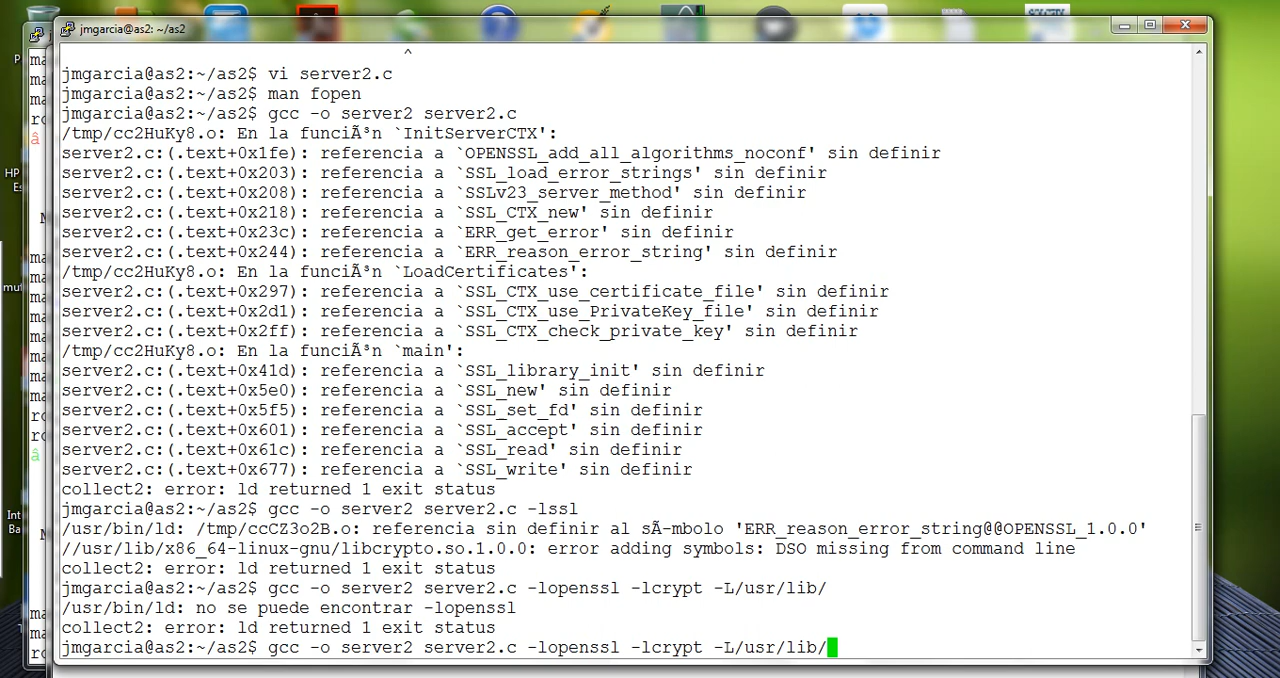 jmgarcia@as2: ~/as2
^
jmgarcia@as2:~/as2$ vi server2.c
jmgarcia@as2:~/as2$ man fopen
jmgarcia@as2:~/as2$ gcc -o server2 server2.c
/tmp/cc2HuKy8.o: En la funciÃ³n `InitServerCTX':
server2.c:(.text+0x1fe): referencia a `OPENSSL_add_all_algorithms_noconf' sin definir
server2.c:(.text+0x203): referencia a `SSL_load_error_strings' sin definir
server2.c:(.text+0x208): referencia a `SSLv23_server_method' sin definir
server2.c:(.text+0x218): referencia a `SSL_CTX_new' sin definir
server2.c:(.text+0x23c): referencia a `ERR_get_error' sin definir
server2.c:(.text+0x244): referencia a `ERR_reason_error_string' sin definir
/tmp/cc2HuKy8.o: En la funciÃ³n `LoadCertificates':
server2.c:(.text+0x297): referencia a `SSL_CTX_use_certificate_file' sin definir
server2.c:(.text+0x2d1): referencia a `SSL_CTX_use_PrivateKey_file' sin definir
server2.c:(.text+0x2ff): referencia a `SSL_CTX_check_private_key' sin definir
/tmp/cc2HuKy8.o: En la funciÃ³n `main':
server2.c:(.text+0x41d): referencia a `SSL_library_init' sin definir
server2.c:(.text+0x5e0): referencia a `SSL_new' sin definir
server2.c:(.text+0x5f5): referencia a `SSL_set_fd' sin definir
server2.c:(.text+0x601): referencia a `SSL_accept' sin definir
server2.c:(.text+0x61c): referencia a `SSL_read' sin definir
server2.c:(.text+0x677): referencia a `SSL_write' sin definir
collect2: error: ld returned 1 exit status
jmgarcia@as2:~/as2$ gcc -o server2 server2.c -lssl
/usr/bin/ld: /tmp/ccCZ3o2B.o: referencia sin definir al sÃ-mbolo 'ERR_reason_error_string@@OPENSSL_1.0.0'
//usr/lib/x86_64-linux-gnu/libcrypto.so.1.0.0: error adding symbols: DSO missing from command line
collect2: error: ld returned 1 exit status
jmgarcia@as2:~/as2$ gcc -o server2 server2.c -lopenssl -lcrypt -L/usr/lib/
/usr/bin/ld: no se puede encontrar -lopenssl
collect2: error: ld returned 1 exit status
jmgarcia@as2:~/as2$ gcc -o server2 server2.c -lopenssl -lcrypt -L/usr/lib/